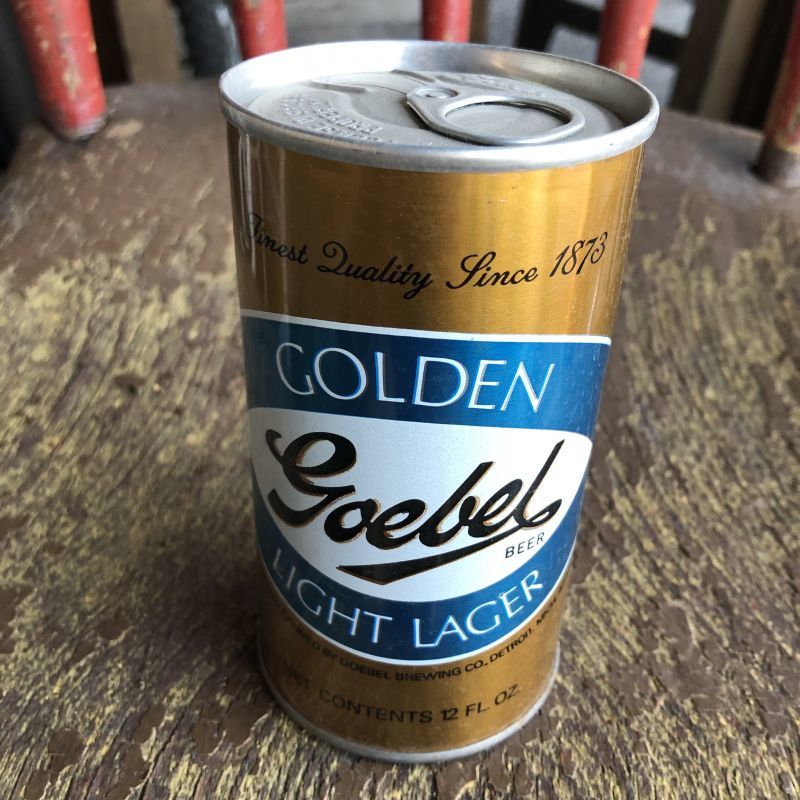 Finest Quality Since 1873
GOLDEN
Goebel
BEER
LIGHT LAGER
BY GOEBEL BREWING CO., DETROIT, MICH
NET CONTENTS 12 FL. OZ.